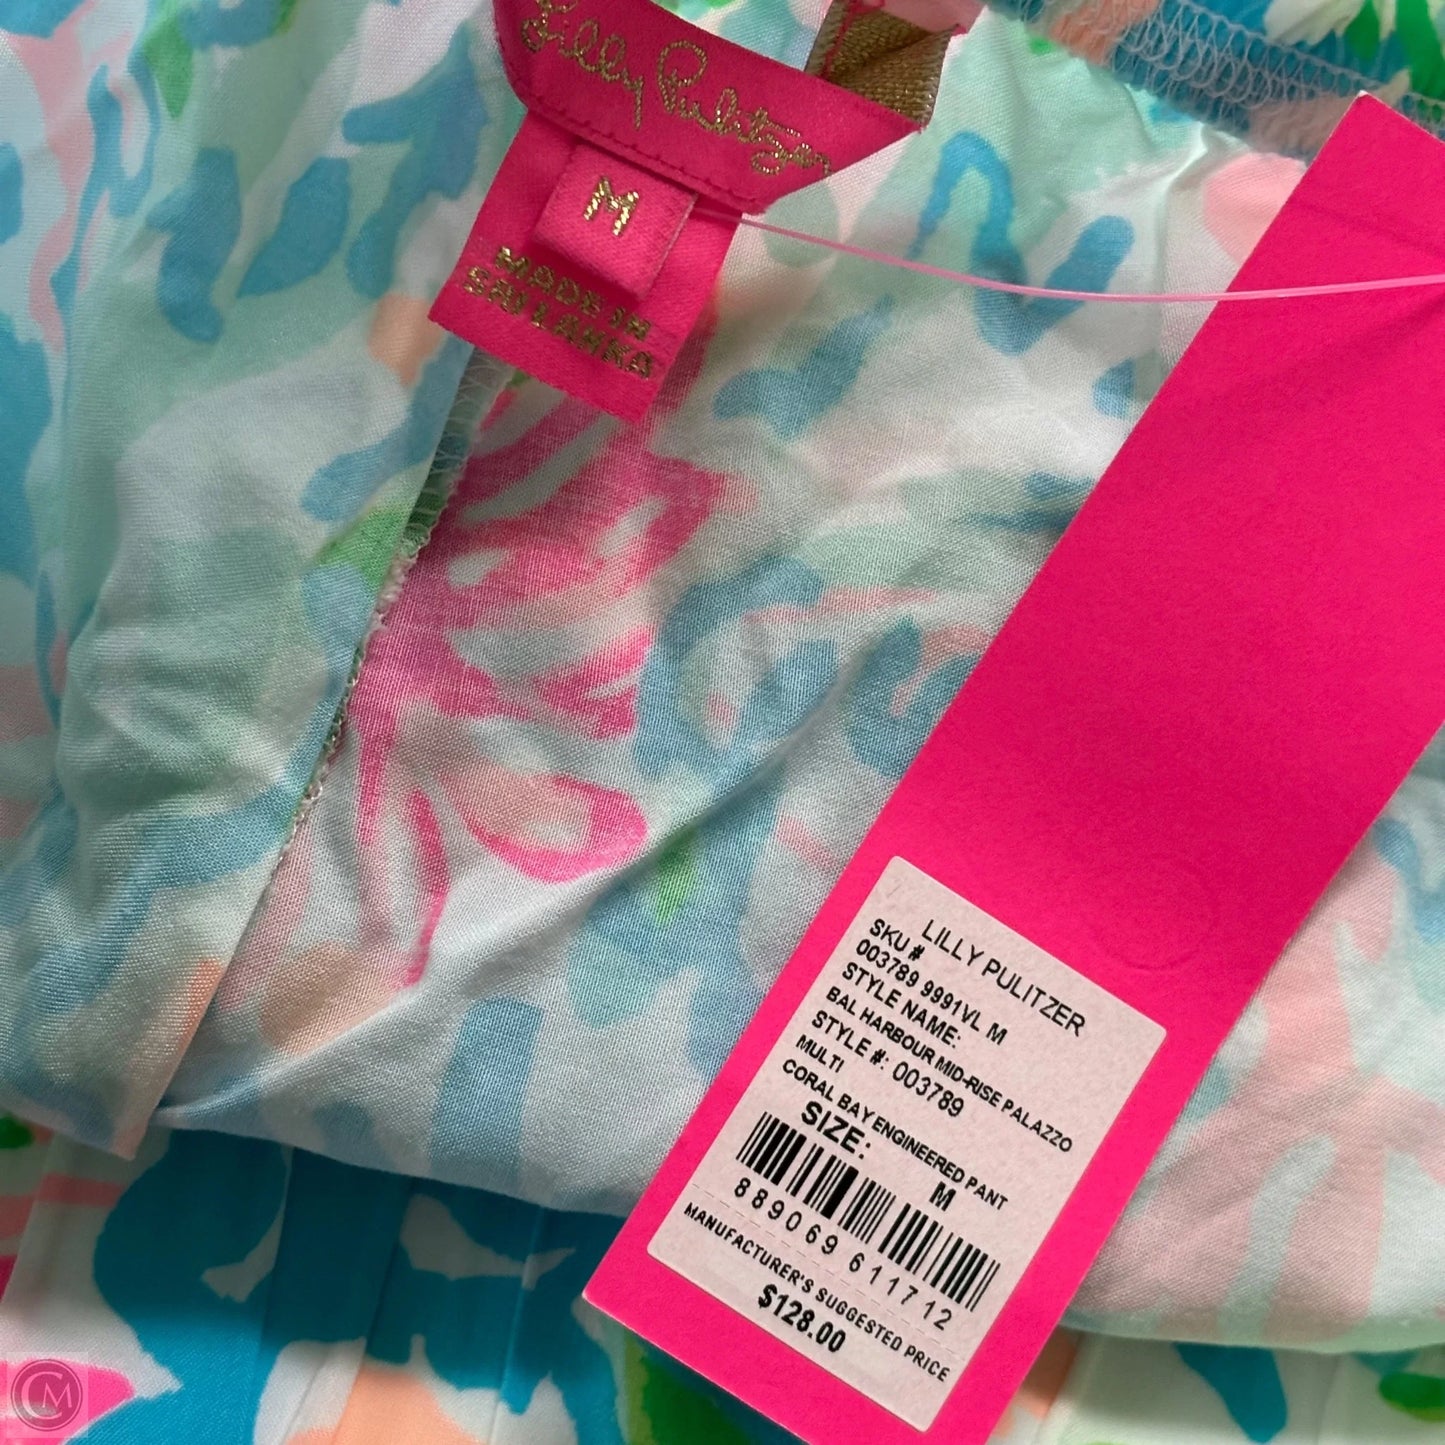 Lilly Pulitzer
M
MADE IN
SRI LANKA
LILLY PULITZER
SKU #
003789 9991VL M
STYLE NAME:
BAL HARBOUR MID-RISE PALAZZO
STYLE #: 003789
MULTI
CORAL BAY ENGINEERED PANT
SIZE: M
889069 611712
MANUFACTURER'S SUGGESTED PRICE
$128.00
CM